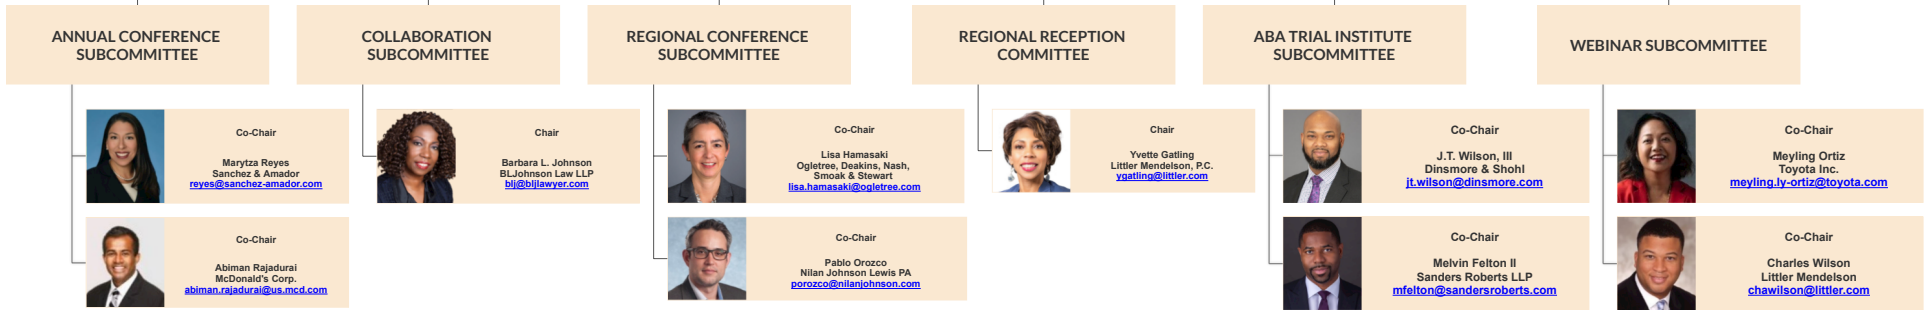 ANNUAL CONFERENCE
SUBCOMMITTEE
Co-Chair
Marytza Reyes
Sanchez & Amador
reyes@sanchez-amador.com
Co-Chair
Abiman Rajadurai
McDonald's Corp.
abiman.rajadurai@us.mcd.com
COLLABORATION
SUBCOMMITTEE
Chair
Barbara L. Johnson
BLJohnson Law LLP
blj@bljlawyer.com
REGIONAL CONFERENCE
SUBCOMMITTEE
Co-Chair
Lisa Hamasaki
Ogletree, Deakins, Nash,
Smoak & Stewart
lisa.hamasaki@ogletree.com
Co-Chair
Pablo Orozco
Nilan Johnson Lewis PA
porozco@nilanjohnson.com
REGIONAL RECEPTION
COMMITTEE
Chair
Yvette Gatling
Littler Mendelson, P.C.
ygatling@littler.com
ABA TRIAL INSTITUTE
SUBCOMMITTEE
Co-Chair
J.T. Wilson, III
Dinsmore & Shohl
jt.wilson@dinsmore.com
Co-Chair
Melvin Felton II
Sanders Roberts LLP
mfelton@sandersroberts.com
WEBINAR SUBCOMMITTEE
Co-Chair
Meyling Ortiz
Toyota Inc.
meyling.ly-ortiz@toyota.com
Co-Chair
Charles Wilson
Littler Mendelson
chawilson@littler.com